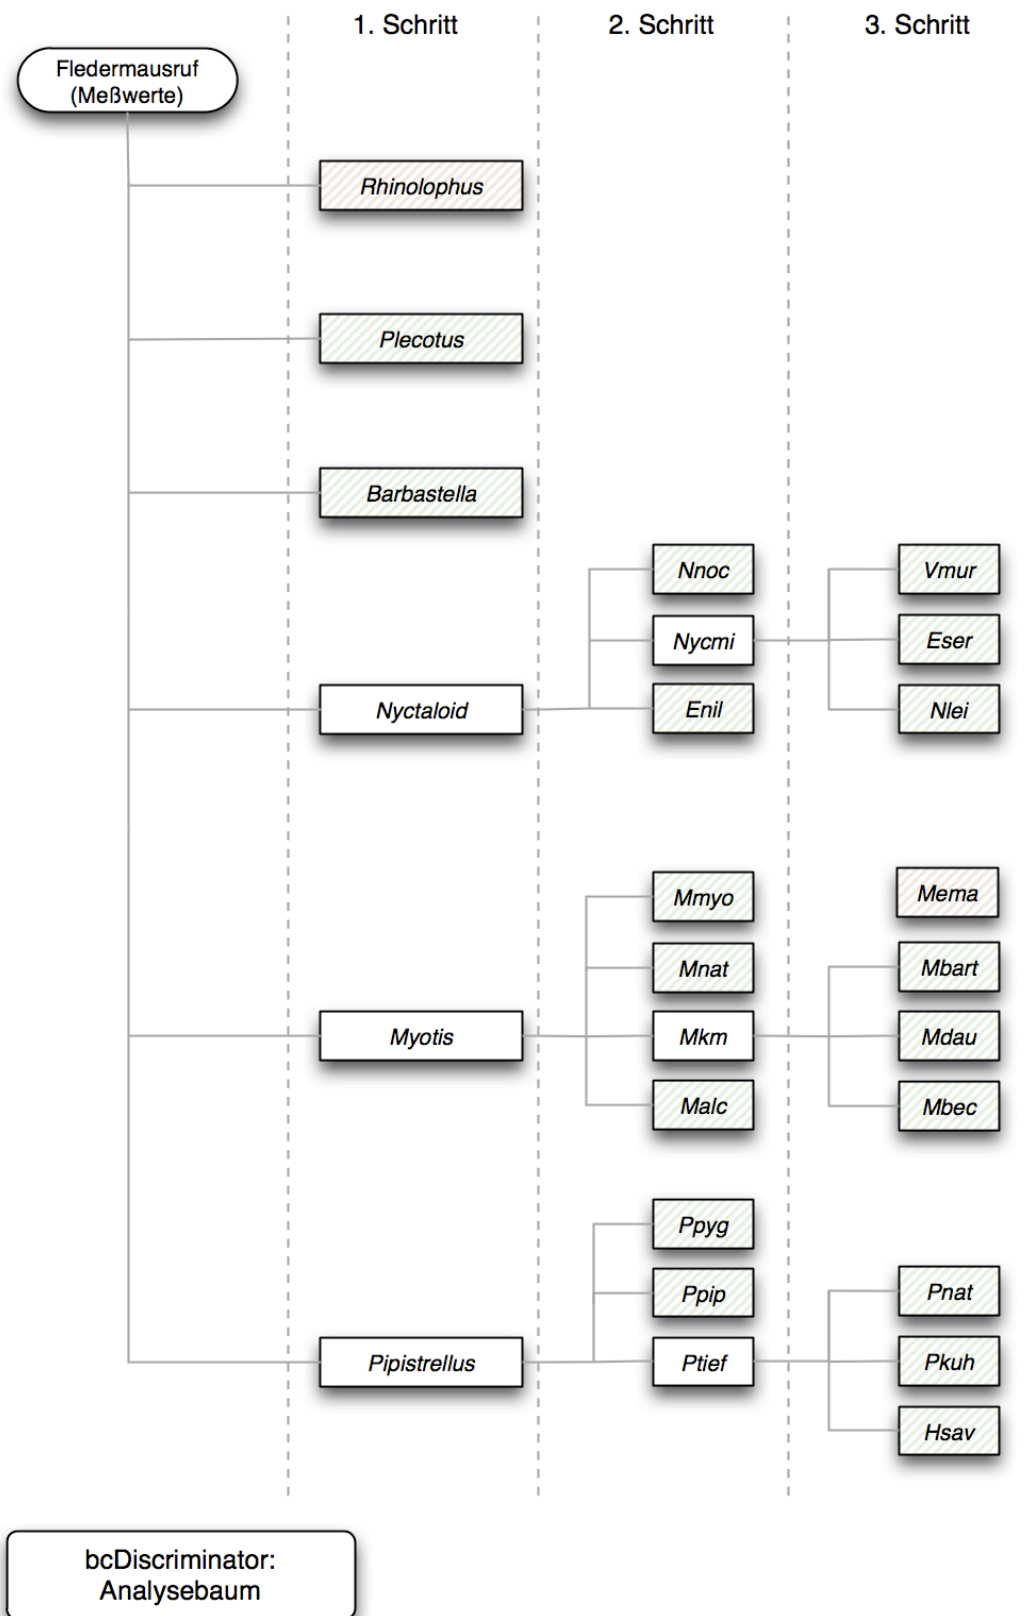 1. Schritt
2. Schritt
3. Schritt
Fledermausruf
(Meßwerte)
Rhinolophus
Plecotus
Barbastella
Nyctaloid
Nnoc
Nycmi
Enil
Vmur
Eser
Nlei
Myotis
Mmyo
Mnat
Mkm
Malc
Mema
Mbart
Mdau
Mbec
Pipistrellus
Ppyg
Ppip
Ptief
Pnat
Pkuh
Hsav
bcDiscriminator:
Analysebaum